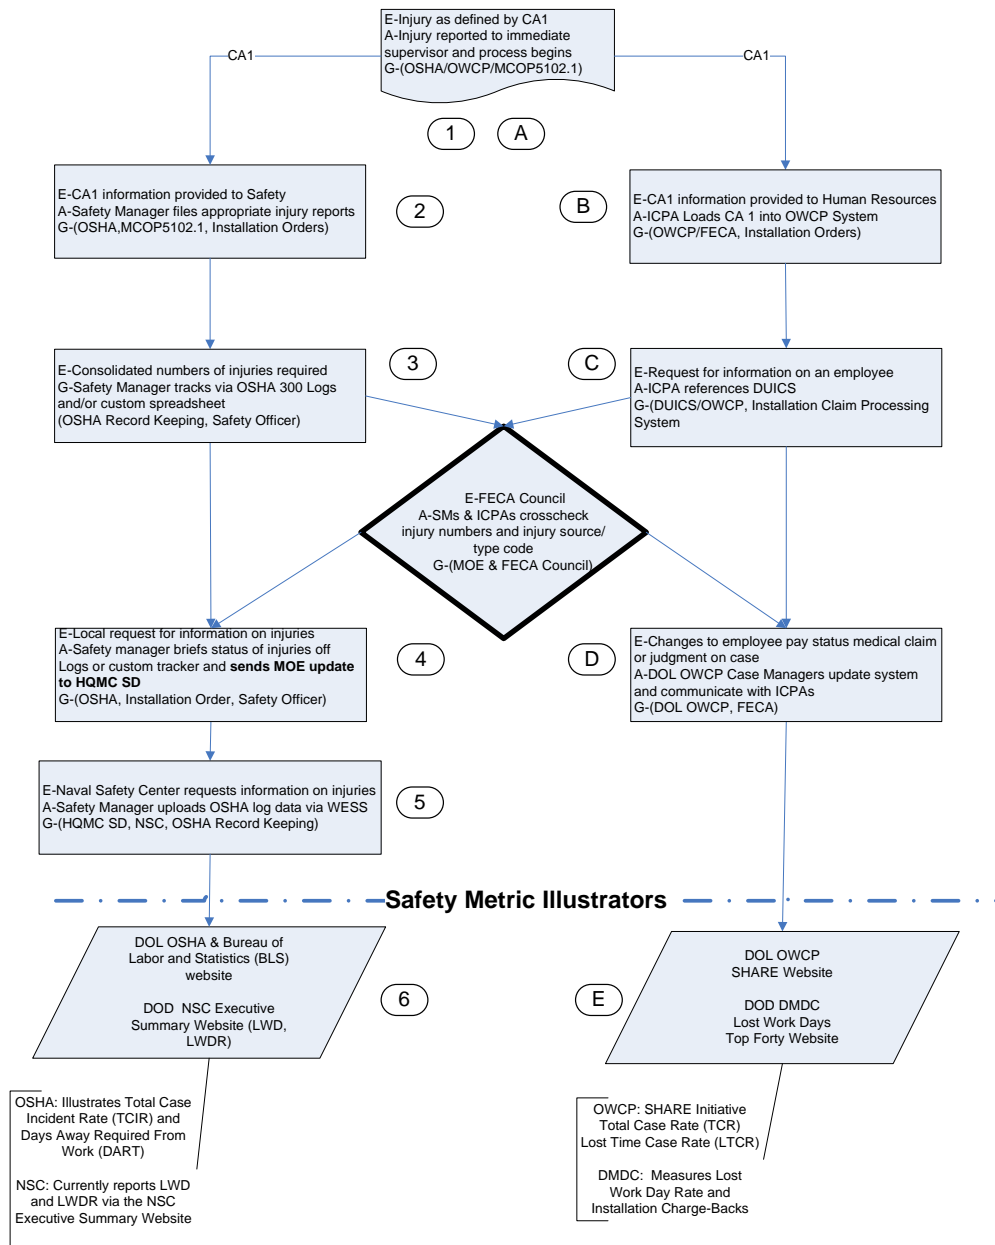 E-Injury as defined by CA1
A-Injury reported to immediate
supervisor and process begins
G-(OSHA/OWCP/MCOP5102.1)
CA1
CA1
1
A
E-CA1 information provided to Safety
A-Safety Manager files appropriate injury reports
G-(OSHA,MCOP5102.1, Installation Orders)
2
B
E-CA1 information provided to Human Resources
A-ICPA Loads CA 1 into OWCP System
G-(OWCP/FECA, Installation Orders)
E-Consolidated numbers of injuries required
G-Safety Manager tracks via OSHA 300 Logs
and/or custom spreadsheet
(OSHA Record Keeping, Safety Officer)
3
C
E-Request for information on an employee
A-ICPA references DUICS
G-(DUICS/OWCP, Installation Claim Processing
System
E-FECA Council
A-SMs & ICPAs crosscheck
injury numbers and injury source/
type code
G-(MOE & FECA Council)
E-Local request for information on injuries
A-Safety manager briefs status of injuries off
Logs or custom tracker and sends MOE update
to HQMC SD
G-(OSHA, Installation Order, Safety Officer)
4
D
E-Changes to employee pay status medical claim
or judgment on case
A-DOL OWCP Case Managers update system
and communicate with ICPAs
G-(DOL OWCP, FECA)
E-Naval Safety Center requests information on injuries
A-Safety Manager uploads OSHA log data via WESS
G-(HQMC SD, NSC, OSHA Record Keeping)
5
Safety Metric Illustrators
DOL OSHA & Bureau of
Labor and Statistics (BLS)
website
DOD  NSC Executive
Summary Website (LWD,
LWDR)
6
E
DOL OWCP
SHARE Website
DOD DMDC
Lost Work Days
Top Forty Website
OSHA: Illustrates Total Case
Incident Rate (TCIR) and
Days Away Required From
Work (DART)
NSC: Currently reports LWD
and LWDR via the NSC
Executive Summary Website
OWCP: SHARE Initiative
Total Case Rate (TCR)
Lost Time Case Rate (LTCR)
DMDC:  Measures Lost
Work Day Rate and
Installation Charge-Backs